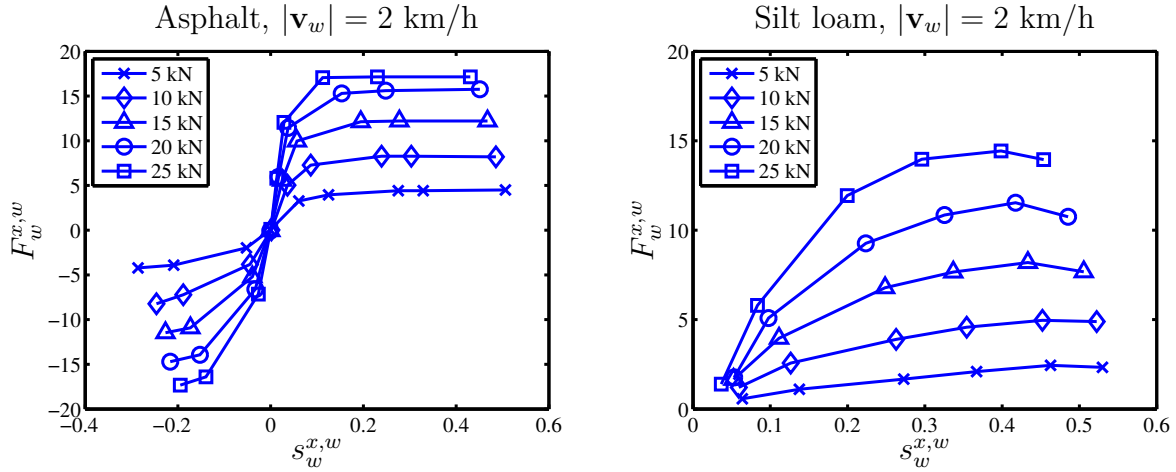 Asphalt, |v_w| = 2 km/h
20
15
10
5
0
−5
−10
−15
−20
F_w^{x,w}
5 kN
10 kN
15 kN
20 kN
25 kN
−0.4 −0.2 0 0.2 0.4 0.6
s_w^{x,w}
Silt loam, |v_w| = 2 km/h
20
15
10
5
0
F_w^{x,w}
5 kN
10 kN
15 kN
20 kN
25 kN
0 0.1 0.2 0.3 0.4 0.5 0.6
s_w^{x,w}